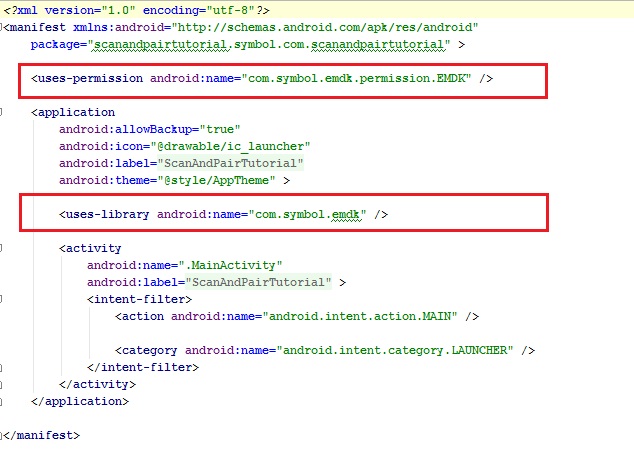 <?xml version="1.0" encoding="utf-8"?>
<manifest xmlns:android="http://schemas.android.com/apk/res/android"
package="scanandpairtutorial.symbol.com.scanandpairtutorial" >
<uses-permission android:name="com.symbol.emdk.permission.EMDK" />
<application
android:allowBackup="true"
android:icon="@drawable/ic_launcher"
android:label="ScanAndPairTutorial"
android:theme="@style/AppTheme" >
<uses-library android:name="com.symbol.emdk" />
<activity
android:name=".MainActivity"
android:label="ScanAndPairTutorial" >
<intent-filter>
<action android:name="android.intent.action.MAIN" />
<category android:name="android.intent.category.LAUNCHER" />
</intent-filter>
</activity>
</application>
</manifest>